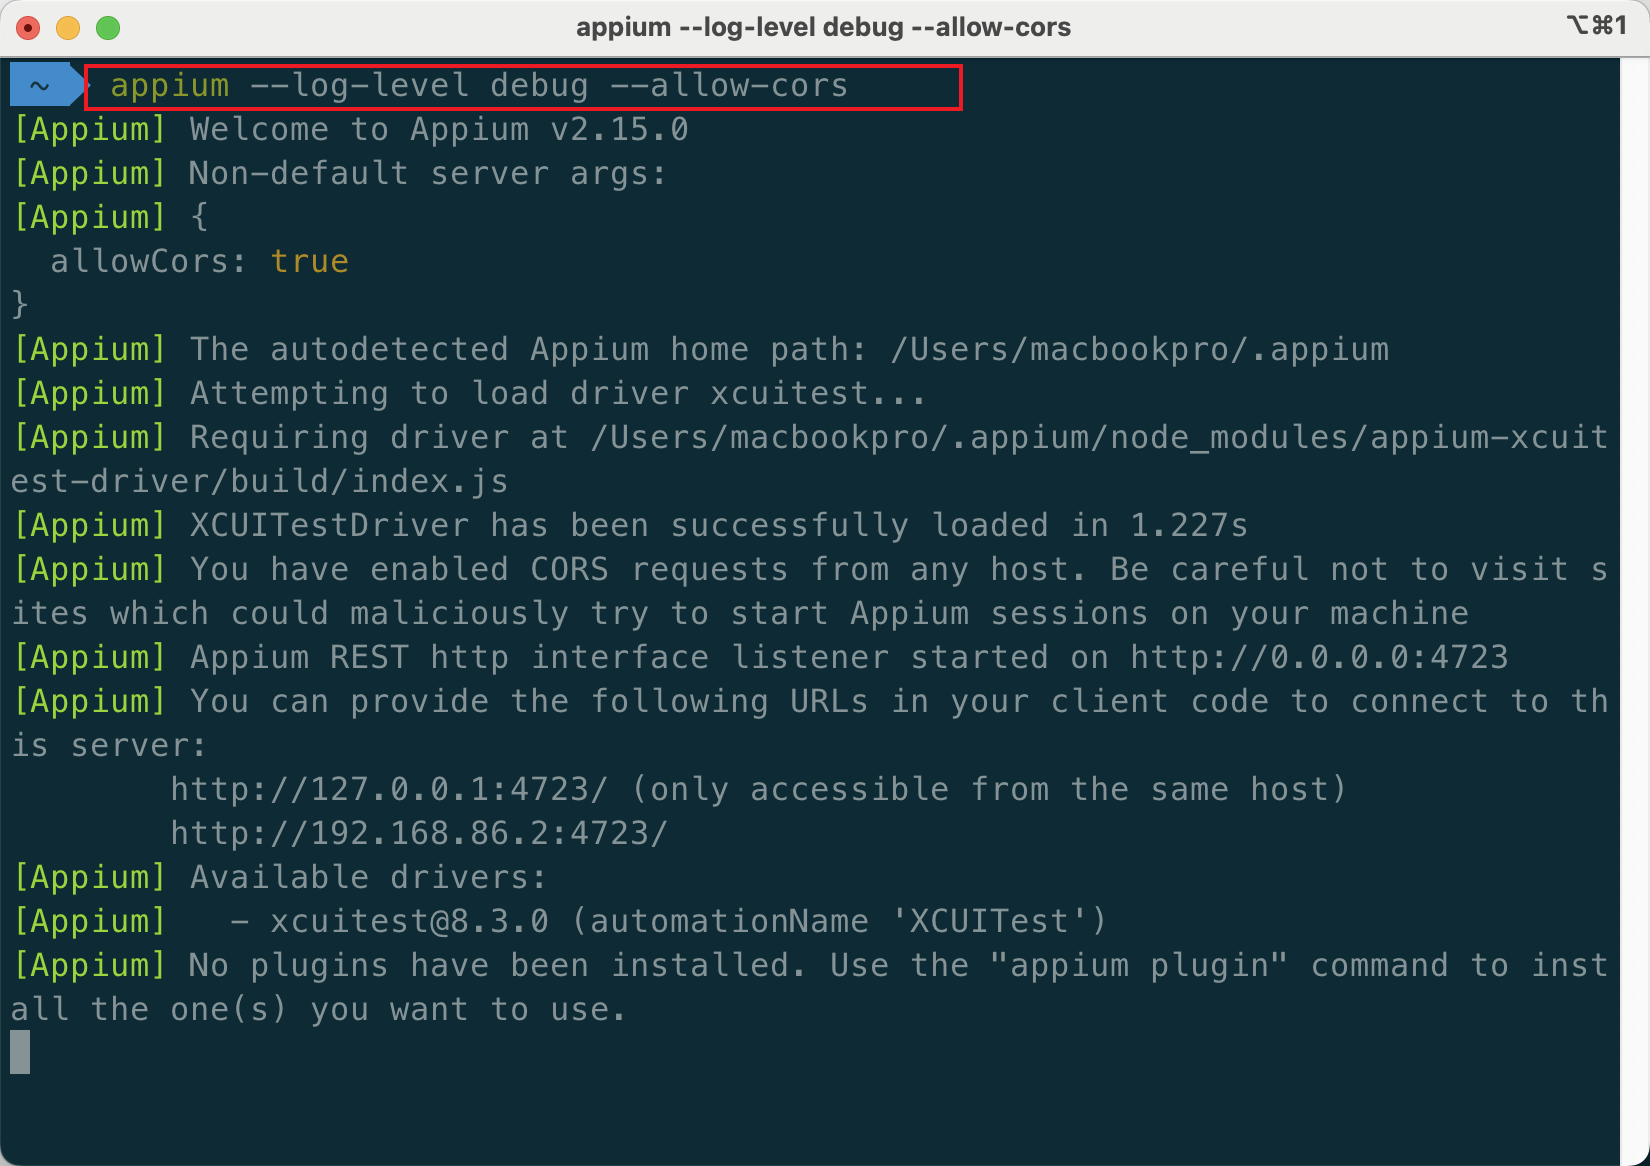 appium --log-level debug --allow-cors
⌥⌘1
~ appium --log-level debug --allow-cors
[Appium] Welcome to Appium v2.15.0
[Appium] Non-default server args:
[Appium] {
  allowCors: true
}
[Appium] The autodetected Appium home path: /Users/macbookpro/.appium
[Appium] Attempting to load driver xcuitest...
[Appium] Requiring driver at /Users/macbookpro/.appium/node_modules/appium-xcuit
est-driver/build/index.js
[Appium] XCUITestDriver has been successfully loaded in 1.227s
[Appium] You have enabled CORS requests from any host. Be careful not to visit s
ites which could maliciously try to start Appium sessions on your machine
[Appium] Appium REST http interface listener started on http://0.0.0.0:4723
[Appium] You can provide the following URLs in your client code to connect to th
is server:
        http://127.0.0.1:4723/ (only accessible from the same host)
        http://192.168.86.2:4723/
[Appium] Available drivers:
[Appium]   - xcuitest@8.3.0 (automationName 'XCUITest')
[Appium] No plugins have been installed. Use the "appium plugin" command to inst
all the one(s) you want to use.